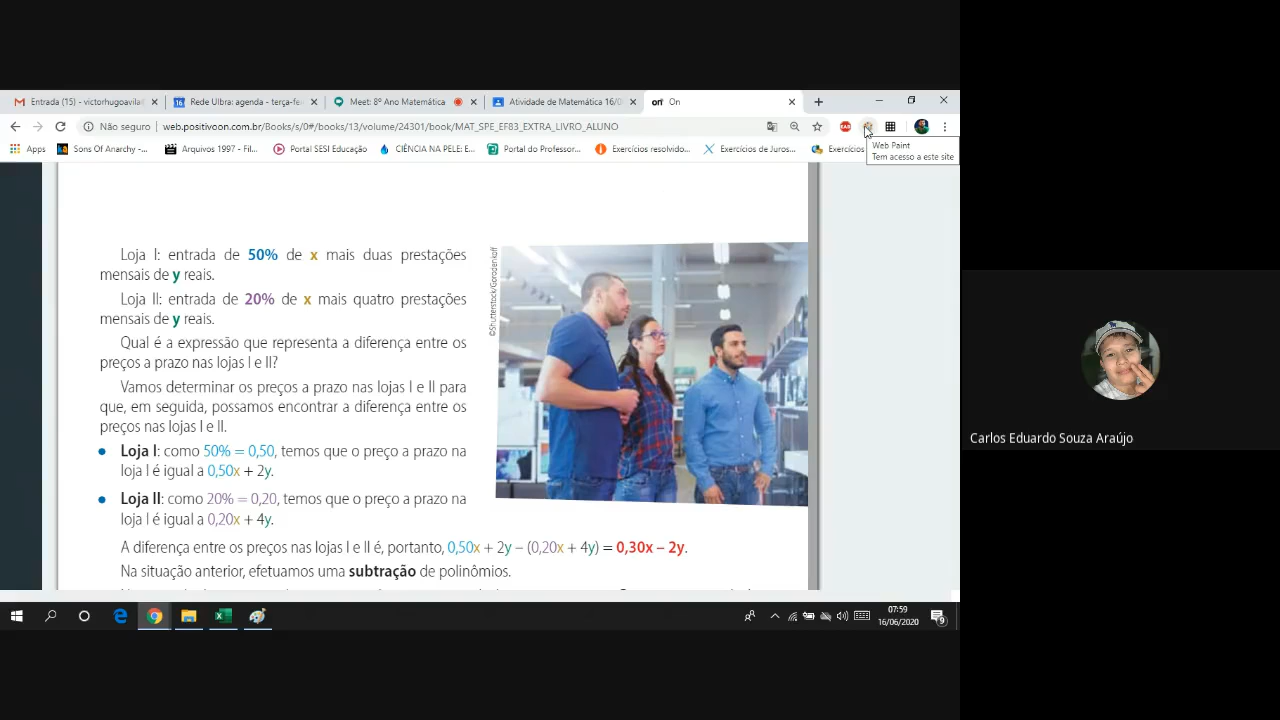 Entrada (15) - victorhugoavila
Rede Ulbra: agenda - terça-fe
Meet: 8º Ano Matemática
Atividade de Matemática 16/0
on
On
Não seguro
web.positivoon.com.br/Books/s/0#/books/13/volume/24301/book/MAT_SPE_EF83_EXTRA_LIVRO_ALUNO
Apps
Sons Of Anarchy -...
Arquivos 1997 - Fil...
Portal SESI Educação
CIÊNCIA NA PELE: E...
Portal do Professor...
Exercícios resolvido...
Exercícios de Juros...
Exercícios
Web Paint
Tem acesso a este site
Loja I: entrada de 50% de x mais duas prestações
mensais de y reais.
Loja II: entrada de 20% de x mais quatro prestações
mensais de y reais.
Qual é a expressão que representa a diferença entre os
preços a prazo nas lojas I e II?
Vamos determinar os preços a prazo nas lojas I e II para
que, em seguida, possamos encontrar a diferença entre os
preços nas lojas I e II.
• Loja I: como 50% = 0,50, temos que o preço a prazo na
loja I é igual a 0,50x + 2y.
• Loja II: como 20% = 0,20, temos que o preço a prazo na
loja I é igual a 0,20x + 4y.
©Shutterstock/Gorodenkoff
A diferença entre os preços nas lojas I e II é, portanto, 0,50x + 2y – (0,20x + 4y) = 0,30x – 2y.
Na situação anterior, efetuamos uma subtração de polinômios.
Carlos Eduardo Souza Araújo
07:59
16/06/2020